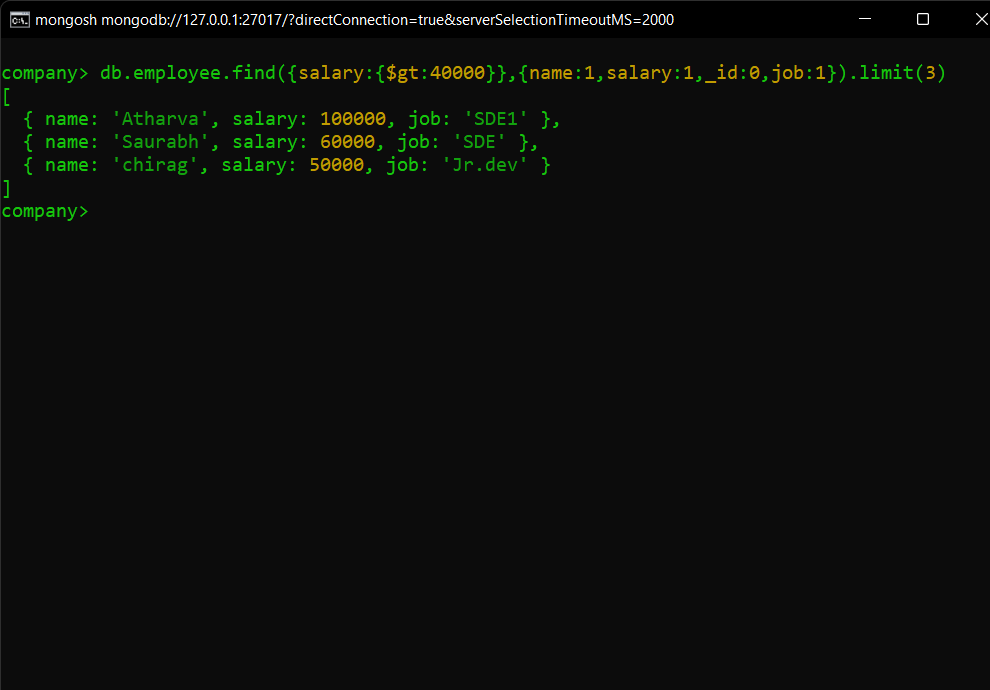 mongosh mongodb://127.0.0.1:27017/?directConnection=true&serverSelectionTimeoutMS=2000
company> db.employee.find({salary:{$gt:40000}},{name:1,salary:1,_id:0,job:1}).limit(3)
[
  { name: 'Atharva', salary: 100000, job: 'SDE1' },
  { name: 'Saurabh', salary: 60000, job: 'SDE' },
  { name: 'chirag', salary: 50000, job: 'Jr.dev' }
]
company>